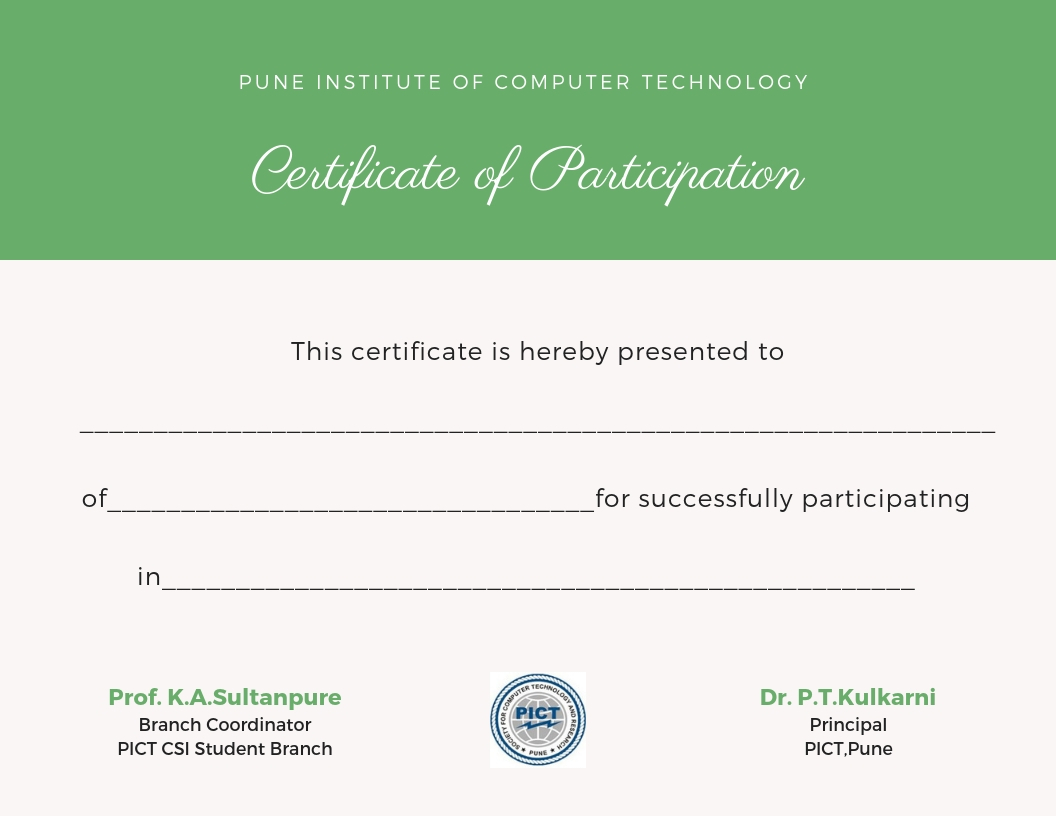 PUNE INSTITUTE OF COMPUTER TECHNOLOGY
Certificate of Participation
This certificate is hereby presented to
______________________________________________________________
of_________________________________for successfully participating
in___________________________________________________
Prof. K.A.Sultanpure
Branch Coordinator
PICT CSI Student Branch
SOCIETY FOR COMPUTER TECHNOLOGY AND RESEARCH
PICT
★ PUNE ★
Dr. P.T.Kulkarni
Principal
PICT,Pune